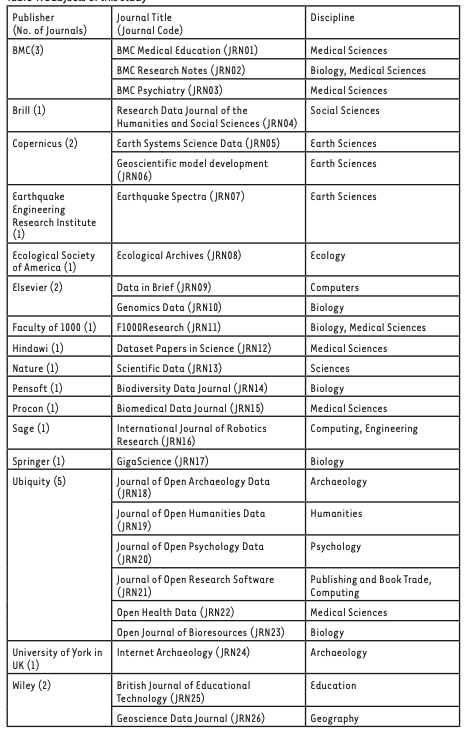 Publisher
(No. of Journals)
Journal Title
(Journal Code)
Discipline
BMC(3)
BMC Medical Education (JRN01)
Medical Sciences
BMC Research Notes (JRN02)
Biology, Medical Sciences
BMC Psychiatry (JRN03)
Medical Sciences
Brill (1)
Research Data Journal of the
Humanities and Social Sciences (JRN04)
Social Sciences
Copernicus (2)
Earth Systems Science Data (JRN05)
Earth Sciences
Geoscientific model development
(JRN06)
Earth Sciences
Earthquake
Engineering
Research Institute
(1)
Earthquake Spectra (JRN07)
Earth Sciences
Ecological Society
of America (1)
Ecological Archives (JRN08)
Ecology
Elsevier (2)
Data in Brief (JRN09)
Computers
Genomics Data (JRN10)
Biology
Faculty of 1000 (1)
F1000Research (JRN11)
Biology, Medical Sciences
Hindawi (1)
Dataset Papers in Science (JRN12)
Medical Sciences
Nature (1)
Scientific Data (JRN13)
Sciences
Pensoft (1)
Biodiversity Data Journal (JRN14)
Biology
Procon (1)
Biomedical Data Journal (JRN15)
Medical Sciences
Sage (1)
International Journal of Robotics
Research (JRN16)
Computing, Engineering
Springer (1)
GigaScience (JRN17)
Biology
Ubiquity (5)
Journal of Open Archaeology Data
(JRN18)
Archaeology
Journal of Open Humanities Data
(JRN19)
Humanities
Journal of Open Psychology Data
(JRN20)
Psychology
Journal of Open Research Software
(JRN21)
Publishing and Book Trade,
Computing
Open Health Data (JRN22)
Medical Sciences
Open Journal of Bioresources (JRN23)
Biology
University of York in
UK (1)
Internet Archaeology (JRN24)
Archaeology
Wiley (2)
British Journal of Educational
Technology (JRN25)
Education
Geoscience Data Journal (JRN26)
Geography